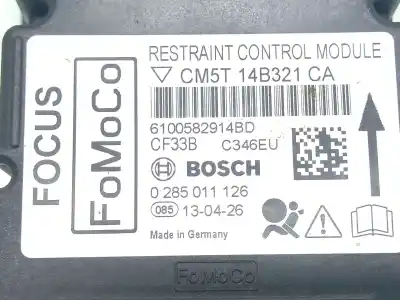 FOCUS
FoMoCo
RESTRAINT CONTROL MODULE
CM5T 14B321 CA
6100582914BD
CF33B C346EU
BOSCH
0 285 011 126
085 13-04-26
Made in Germany
FoMoCo